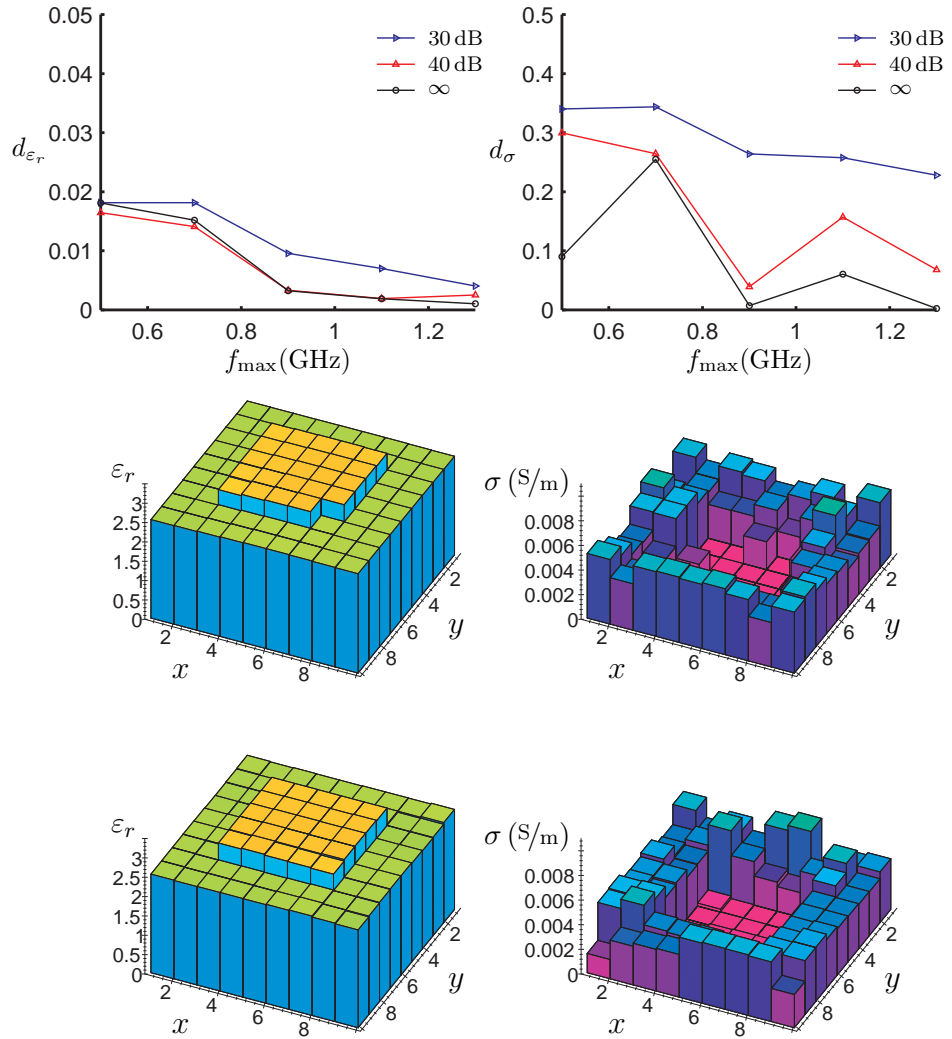 0.05
0.04
0.03
0.02
0.01
0
d_{ε_r}
30 dB
40 dB
∞
0.6 0.8 1 1.2
f_max(GHz)
0.5
0.4
0.3
0.2
0.1
0
d_σ
30 dB
40 dB
∞
0.6 0.8 1 1.2
f_max(GHz)
ε_r
3
2.5
2
1.5
1
0.5
0
2 4 6 8
x
2
4
6
8
y
σ (S/m)
0.008
0.006
0.004
0.002
0
2 4 6 8
x
2
4
6
8
y
ε_r
3
2.5
2
1.5
1
0.5
0
2 4 6 8
x
2
4
6
8
y
σ (S/m)
0.008
0.006
0.004
0.002
0
2 4 6 8
x
2
4
6
8
y